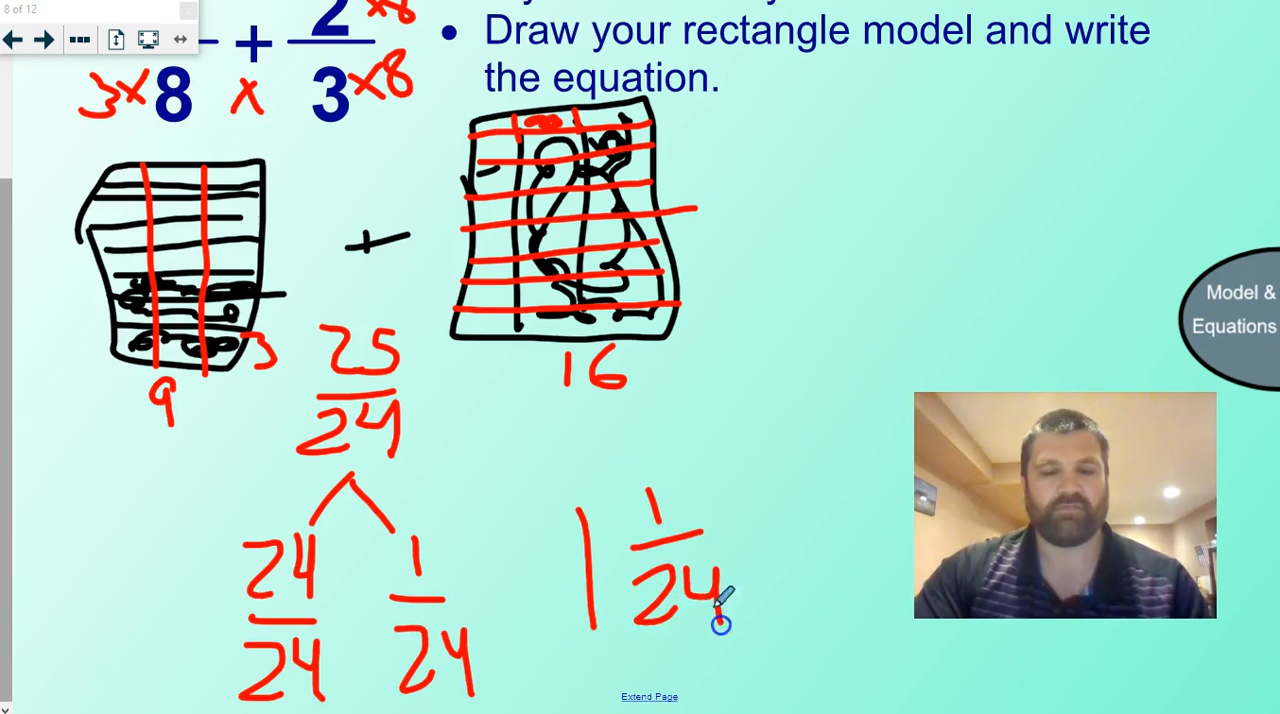 8 of 12
2 ×8
• Draw your rectangle model and write
the equation.
+
3× 8 × 3 ×8
+
3
9
16
25
24
24
24
1
24
1 1
24
Model &
Equations
Extend Page